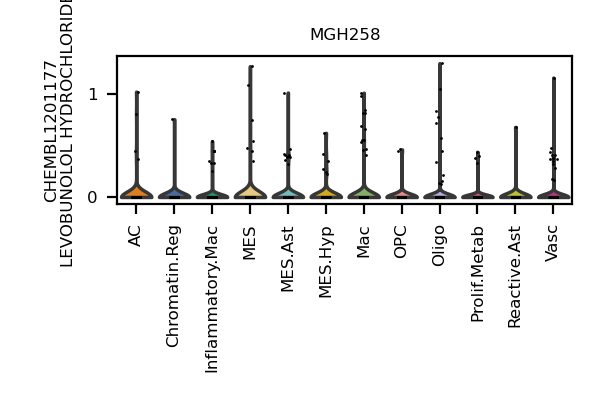 MGH258
CHEMBL1201177
LEVOBUNOLOL HYDROCHLORIDE
1
0
AC
Chromatin.Reg
Inflammatory.Mac
MES
MES.Ast
MES.Hyp
Mac
OPC
Oligo
Prolif.Metab
Reactive.Ast
Vasc